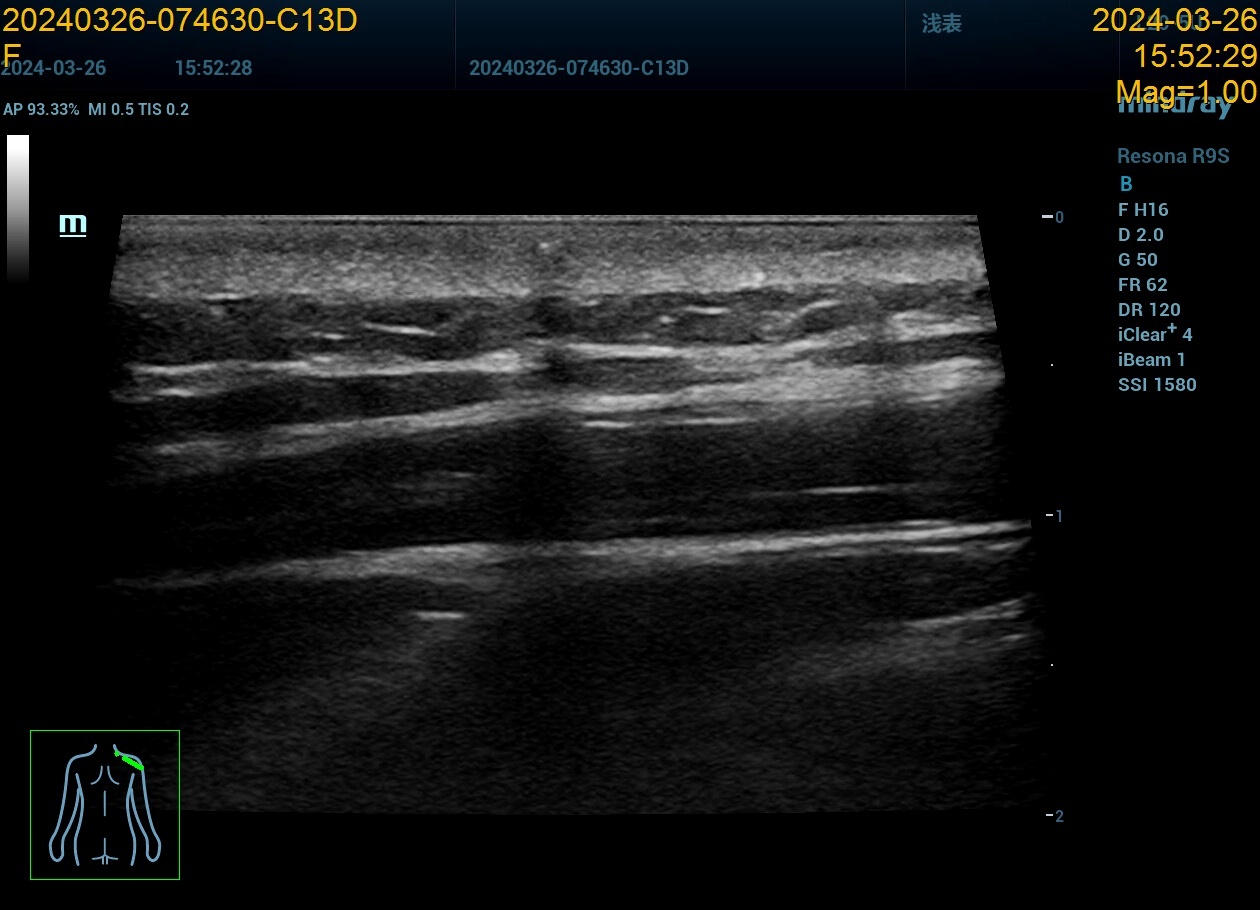 20240326-074630-C13D
F
2024-03-26
15:52:28
20240326-074630-C13D
浅表
2024-03-26
15:52:29
Mag=1.00
AP 93.33% MI 0.5 TIS 0.2
mindray
Resona R9S
B
F H16
D 2.0
G 50
FR 62
DR 120
iClear+ 4
iBeam 1
SSI 1580
m
0
1
2